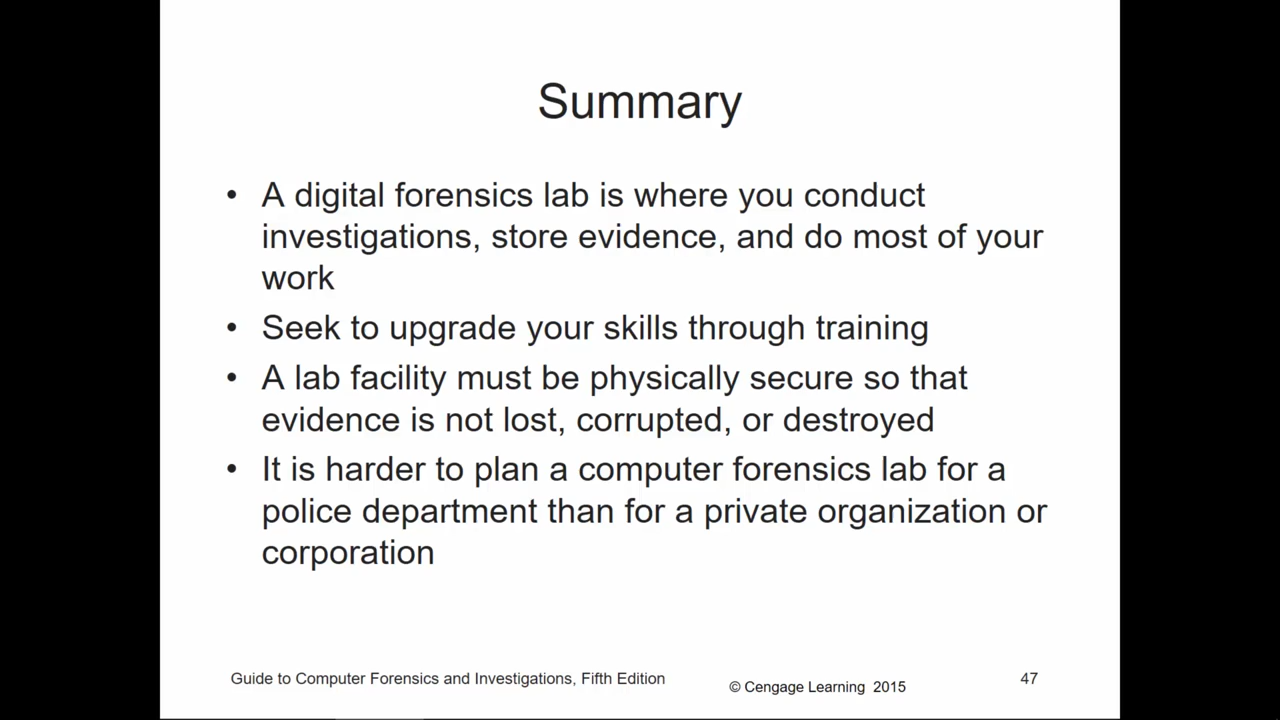 Summary
• A digital forensics lab is where you conduct
investigations, store evidence, and do most of your
work
• Seek to upgrade your skills through training
• A lab facility must be physically secure so that
evidence is not lost, corrupted, or destroyed
• It is harder to plan a computer forensics lab for a
police department than for a private organization or
corporation
Guide to Computer Forensics and Investigations, Fifth Edition
© Cengage Learning 2015
47